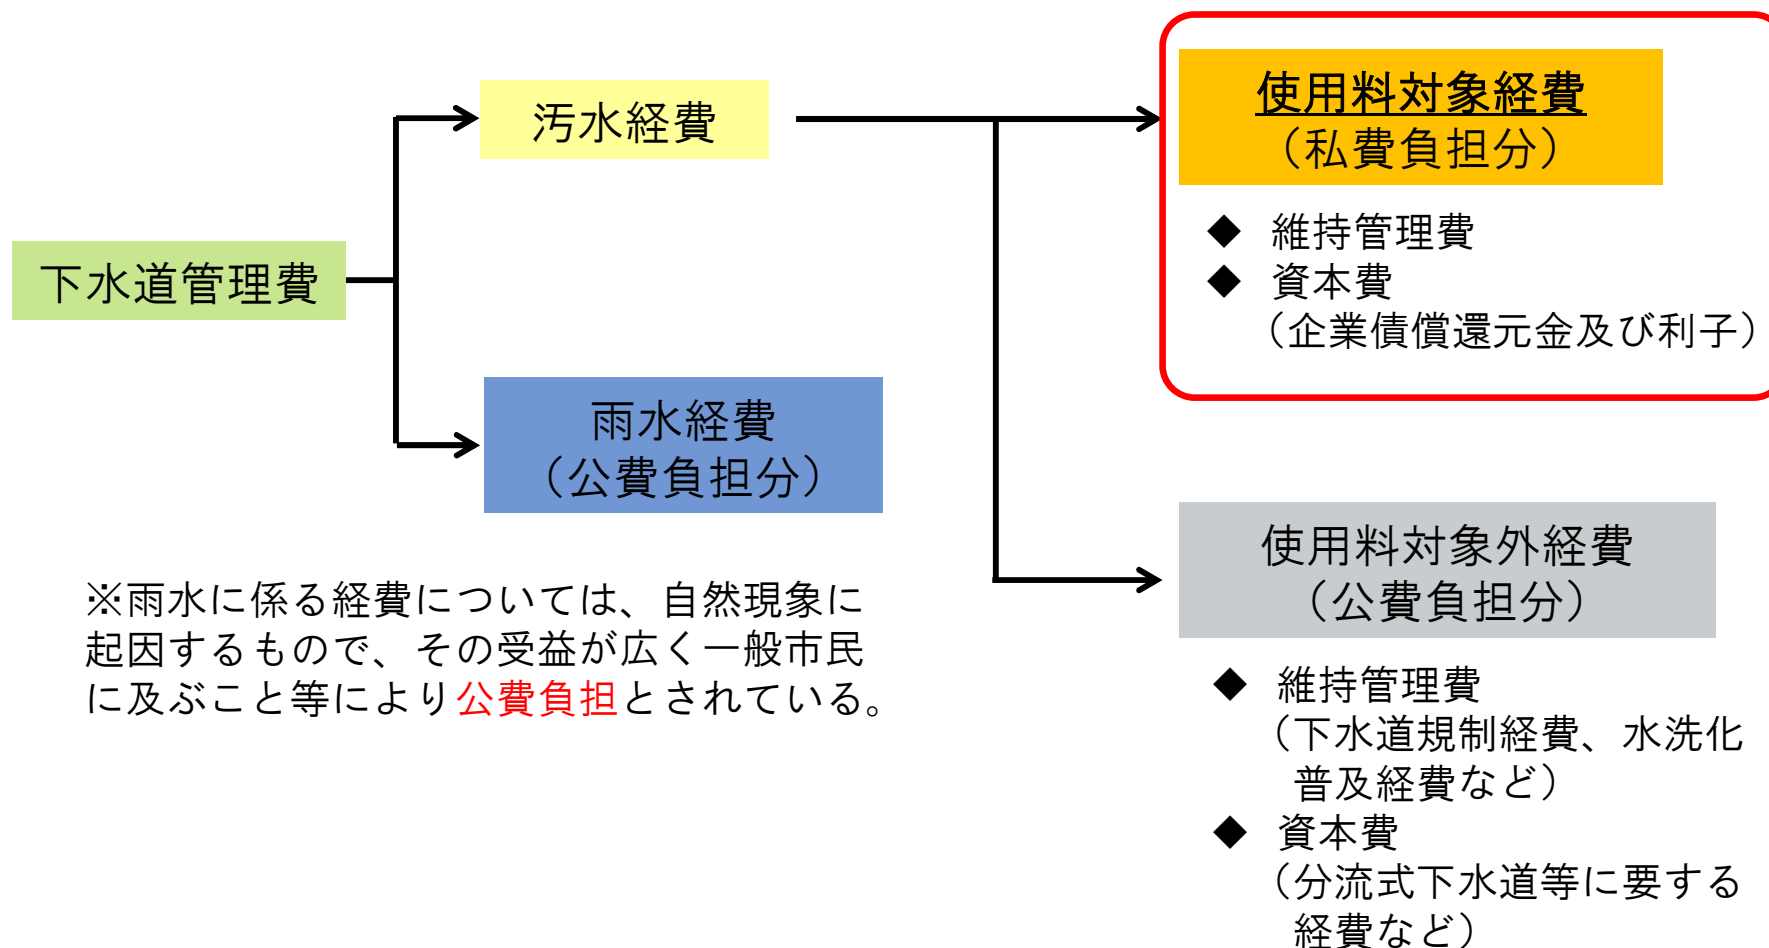 下水道管理費
汚水経費
雨水経費
（公費負担分）
※雨水に係る経費については、自然現象に
起因するもので、その受益が広く一般市民
に及ぶこと等により公費負担とされている。
使用料対象経費
（私費負担分）
◆ 維持管理費
◆ 資本費
（企業債償還元金及び利子）
使用料対象外経費
（公費負担分）
◆ 維持管理費
（下水道規制経費、水洗化
普及経費など）
◆ 資本費
（分流式下水道等に要する
経費など）